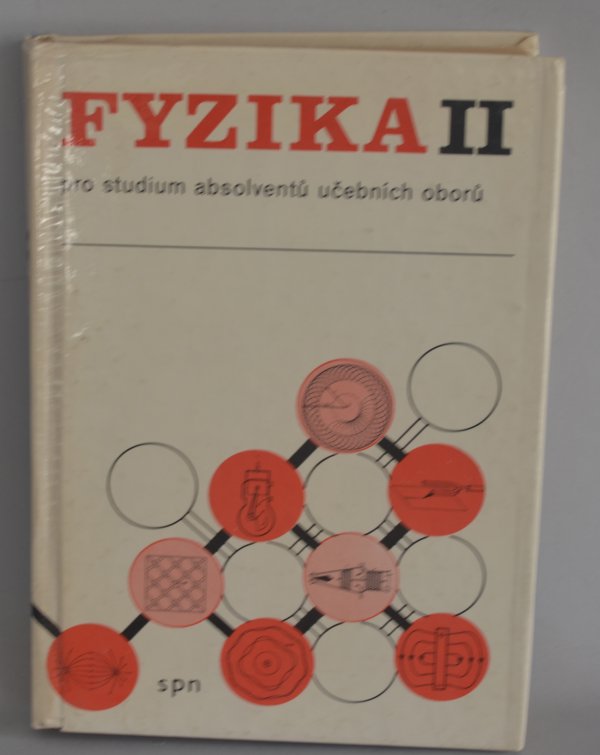 FYZIKA II
pro studium absolventů učebních oborů
spn